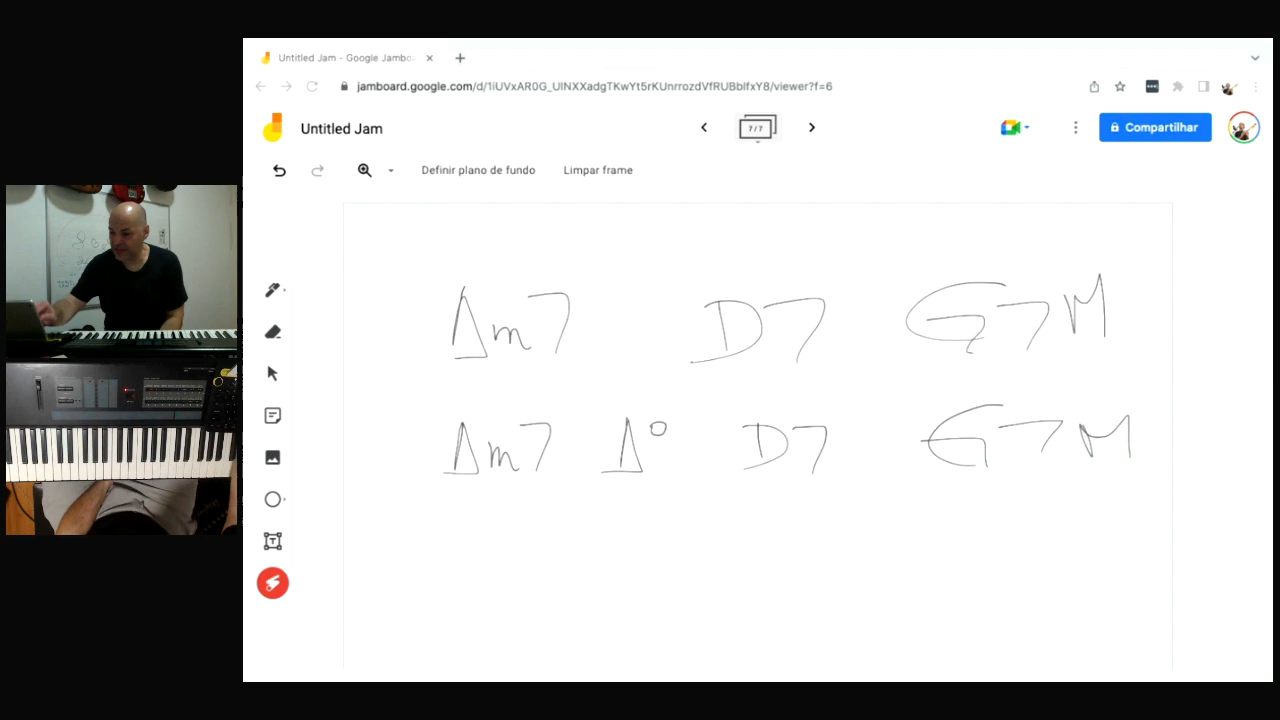 Untitled Jam - Google Jambo
jamboard.google.com/d/1iUVxAR0G_UINXXadgTKwYt5rKUnrrozdVfRUBblfxY8/viewer?f=6
Untitled Jam
7/7
Compartilhar
Definir plano de fundo
Limpar frame
Am7 D7 G7M
Am7 A° D7 G7M